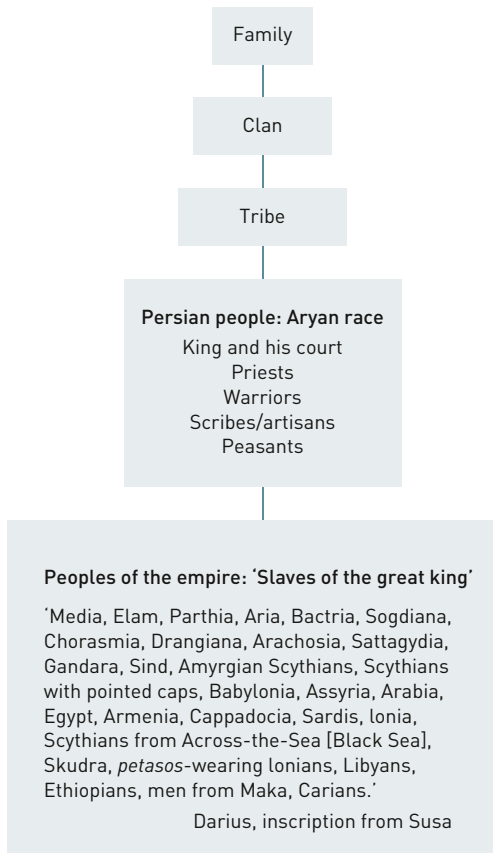 Family
Clan
Tribe
Persian people: Aryan race
King and his court
Priests
Warriors
Scribes/artisans
Peasants
Peoples of the empire: ‘Slaves of the great king’
‘Media, Elam, Parthia, Aria, Bactria, Sogdiana,
Chorasmia, Drangiana, Arachosia, Sattagydia,
Gandara, Sind, Amyrgian Scythians, Scythians
with pointed caps, Babylonia, Assyria, Arabia,
Egypt, Armenia, Cappadocia, Sardis, Ionia,
Scythians from Across-the-Sea [Black Sea],
Skudra, petasos-wearing Ionians, Libyans,
Ethiopians, men from Maka, Carians.’
Darius, inscription from Susa